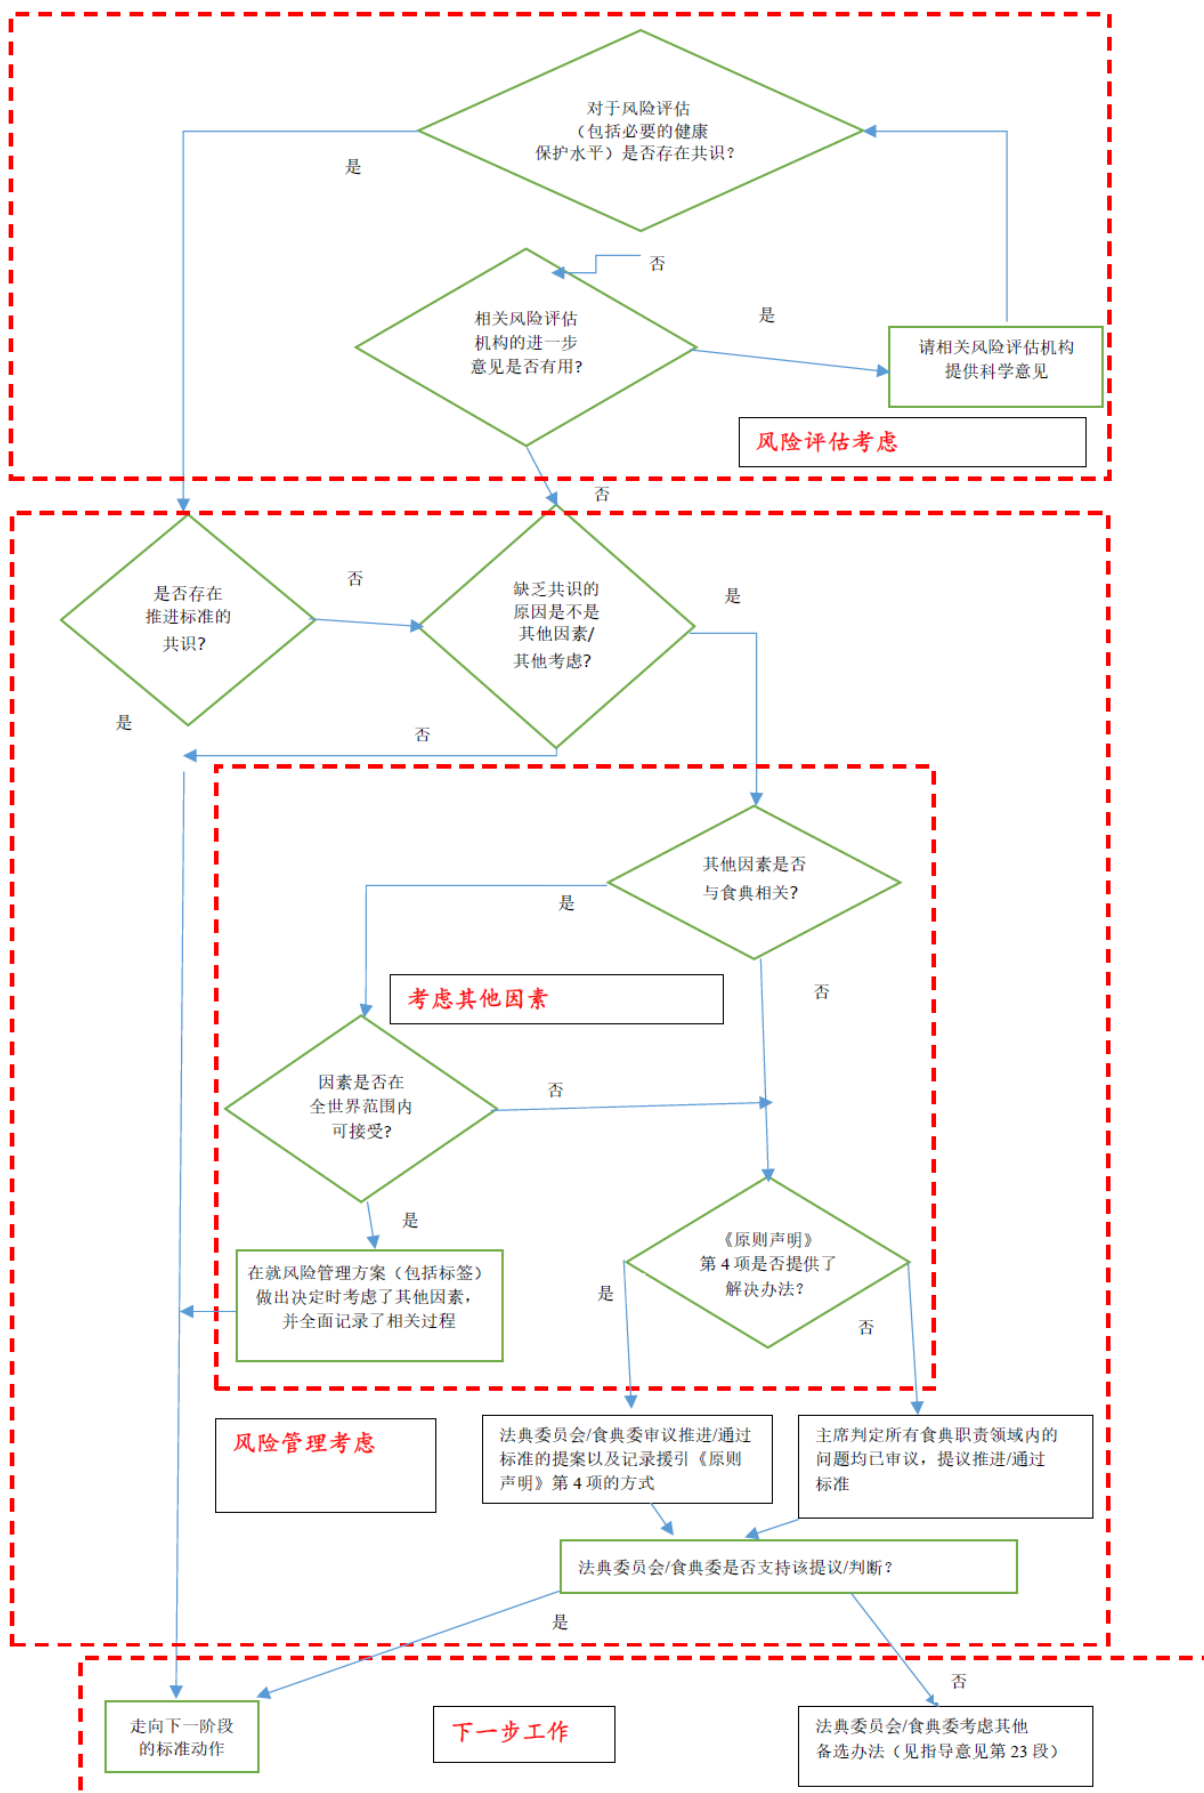 对于风险评估
（包括必要的健康
保护水平）是否存在共识？
是
否
相关风险评估
机构的进一步
意见是否有用？
是
请相关风险评估机构
提供科学意见
风险评估考虑
否
是否存在
推进标准的
共识？
否
缺乏共识的
原因是不是
其他因素/
其他考虑？
是
是
否
其他因素是否
与食典相关？
是
考虑其他因素
否
因素是否在
全世界范围内
可接受？
否
是
《原则声明》
第 4 项是否提供了
解决办法？
在就风险管理方案（包括标签）
做出决定时考虑了其他因素，
并全面记录了相关过程
是
否
风险管理考虑
法典委员会/食典委审议推进/通过
标准的提案以及记录援引《原则
声明》第 4 项的方式
主席判定所有食典职责领域内的
问题均已审议，提议推进/通过
标准
法典委员会/食典委是否支持该提议/判断？
是
否
走向下一阶段
的标准动作
下一步工作
法典委员会/食典委考虑其他
备选办法（见指导意见第 23 段）